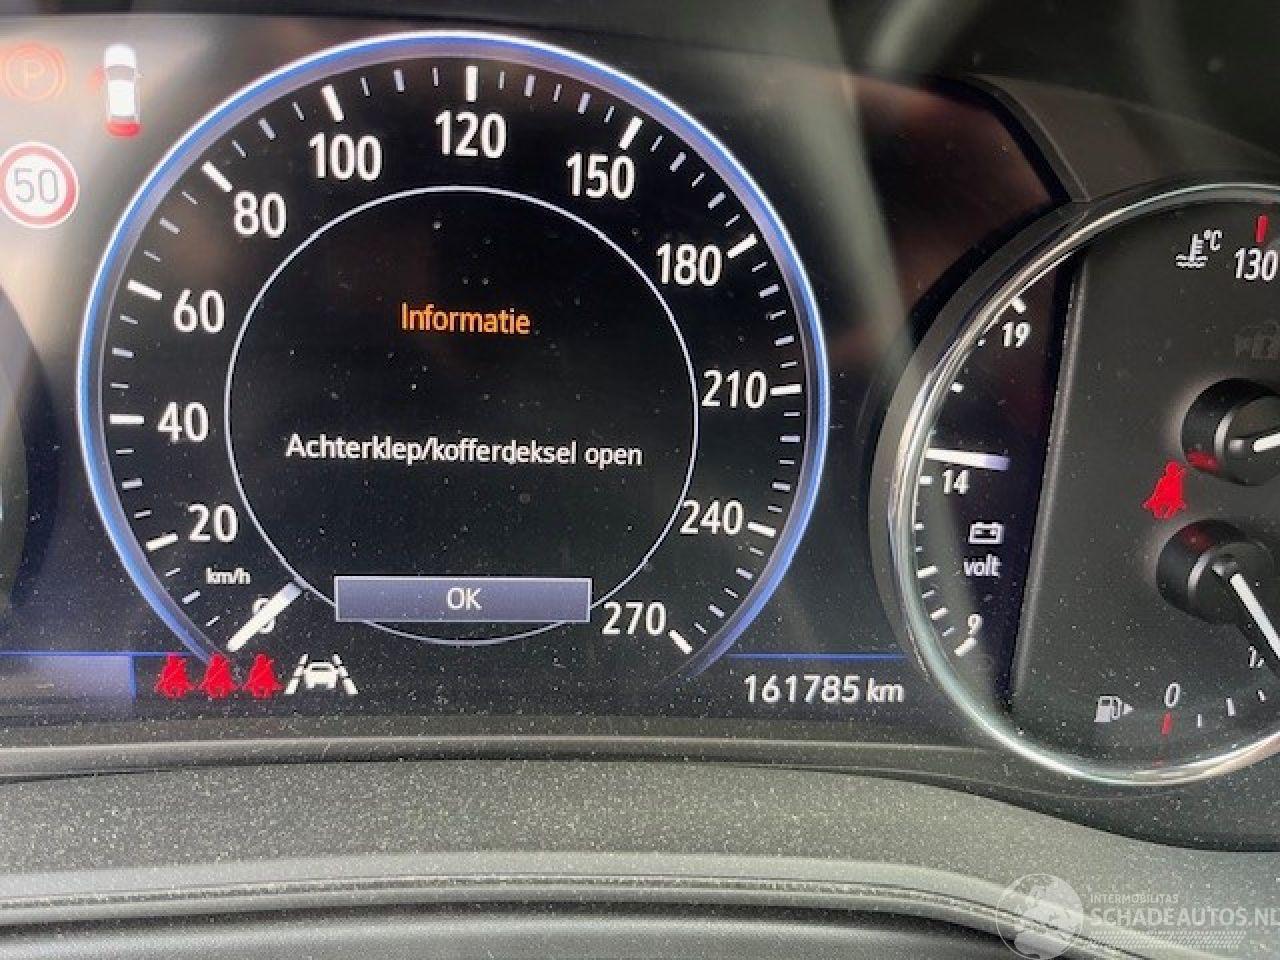 P
50
100
120
150
80
180
60
Informatie
210
40
Achterklep/kofferdeksel open
20
240
km/h
OK
270
0
161785 km
°C
130
19
14
volt
9
0
INTERMOBILITAS
SCHADEAUTOS.NL